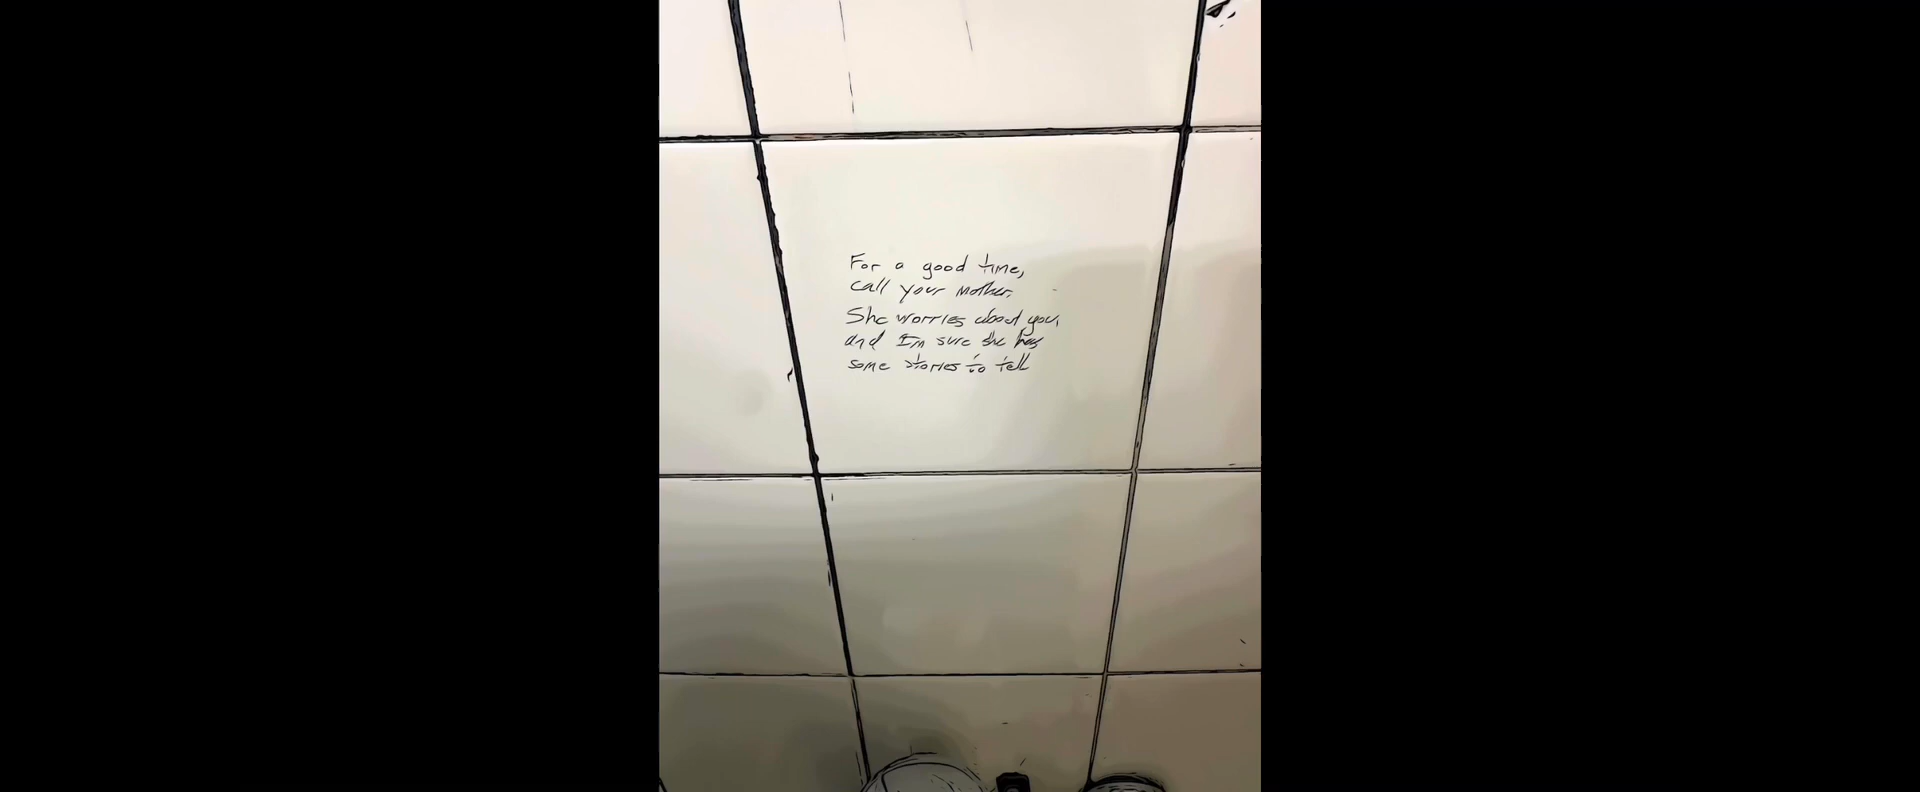 For a good time,
call your mother.
She worries about you,
and I'm sure she has
some stories to tell